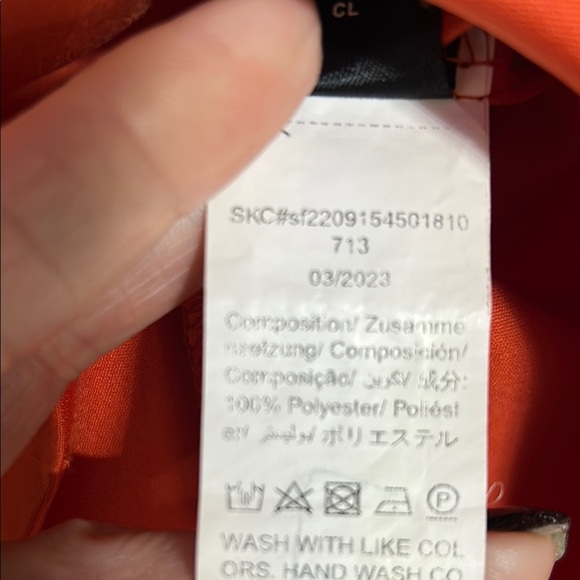 CL
SKC#sf2209154501810
713
03/2023
Composition/ Zusamme
nsetzung/ Composición/
Composição/ تكوين /成分:
100% Polyester/ Poliést
er/ بوليستر /ポリエステル
P
WASH WITH LIKE COL
ORS. HAND WASH CO